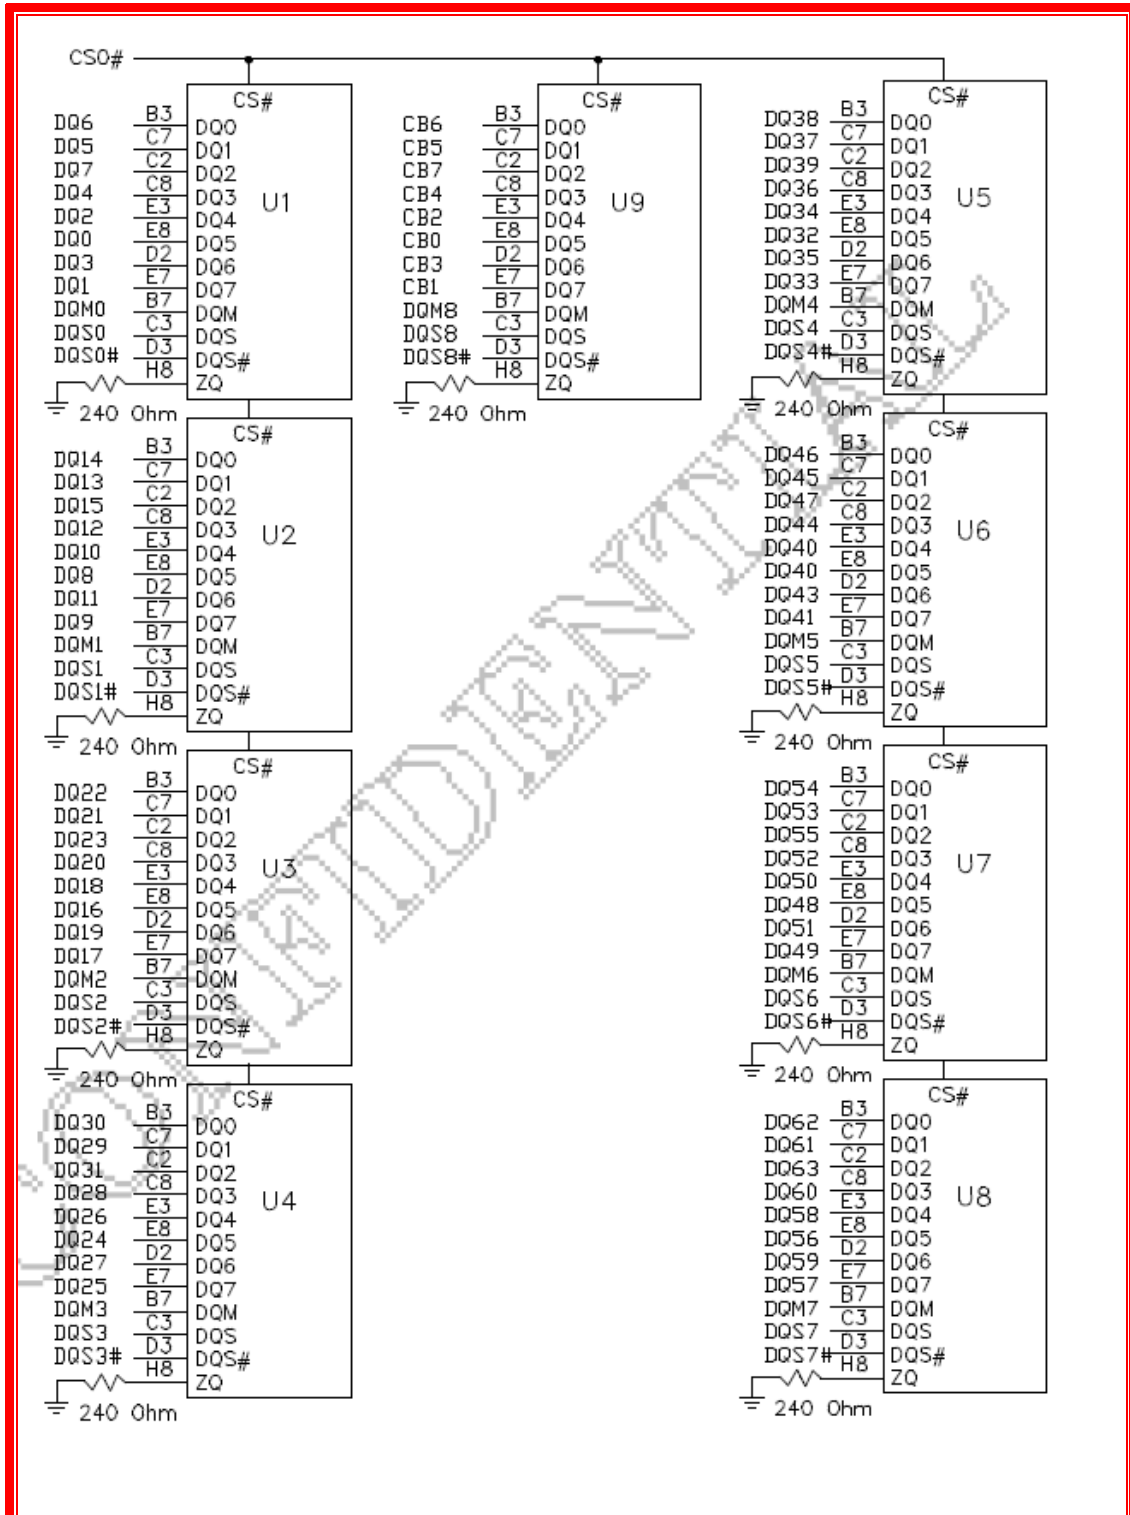 CS0#
CS#
DQ6 B3 DQ0
DQ5 C7 DQ1
DQ7 C2 DQ2
DQ4 C8 DQ3
U1
DQ2 E3 DQ4
DQ0 E8 DQ5
DQ3 D2 DQ6
DQ1 E7 DQ7
DQM0 B7 DQM
DQS0 C3 DQS
DQS0# D3 DQS#
H8 ZQ
240 Ohm
CS#
DQ14 B3 DQ0
DQ13 C7 DQ1
DQ15 C2 DQ2
DQ12 C8 DQ3
U2
DQ10 E3 DQ4
DQ8 E8 DQ5
DQ11 D2 DQ6
DQ9 E7 DQ7
DQM1 B7 DQM
DQS1 C3 DQS
DQS1# D3 DQS#
H8 ZQ
240 Ohm
CS#
DQ22 B3 DQ0
DQ21 C7 DQ1
DQ23 C2 DQ2
DQ20 C8 DQ3
U3
DQ18 E3 DQ4
DQ16 E8 DQ5
DQ19 D2 DQ6
DQ17 E7 DQ7
DQM2 B7 DQM
DQS2 C3 DQS
DQS2# D3 DQS#
H8 ZQ
240 Ohm
CS#
DQ30 B3 DQ0
DQ29 C7 DQ1
DQ31 C2 DQ2
DQ28 C8 DQ3
U4
DQ26 E3 DQ4
DQ24 E8 DQ5
DQ27 D2 DQ6
DQ25 E7 DQ7
DQM3 B7 DQM
DQS3 C3 DQS
DQS3# D3 DQS#
H8 ZQ
240 Ohm
CS#
CB6 B3 DQ0
CB5 C7 DQ1
CB7 C2 DQ2
CB4 C8 DQ3
U9
CB2 E3 DQ4
CB0 E8 DQ5
CB3 D2 DQ6
CB1 E7 DQ7
DQM8 B7 DQM
DQS8 C3 DQS
DQS8# D3 DQS#
H8 ZQ
240 Ohm
CS#
DQ38 B3 DQ0
DQ37 C7 DQ1
DQ39 C2 DQ2
DQ36 C8 DQ3
U5
DQ34 E3 DQ4
DQ32 E8 DQ5
DQ35 D2 DQ6
DQ33 E7 DQ7
DQM4 B7 DQM
DQS4 C3 DQS
DQS4# D3 DQS#
H8 ZQ
240 Ohm
CS#
DQ46 B3 DQ0
DQ45 C7 DQ1
DQ47 C2 DQ2
DQ44 C8 DQ3
U6
DQ40 E3 DQ4
DQ40 E8 DQ5
DQ43 D2 DQ6
DQ41 E7 DQ7
DQM5 B7 DQM
DQS5 C3 DQS
DQS5# D3 DQS#
H8 ZQ
240 Ohm
CS#
DQ54 B3 DQ0
DQ53 C7 DQ1
DQ55 C2 DQ2
DQ52 C8 DQ3
U7
DQ50 E3 DQ4
DQ48 E8 DQ5
DQ51 D2 DQ6
DQ49 E7 DQ7
DQM6 B7 DQM
DQS6 C3 DQS
DQS6# D3 DQS#
H8 ZQ
240 Ohm
CS#
DQ62 B3 DQ0
DQ61 C7 DQ1
DQ63 C2 DQ2
DQ60 C8 DQ3
U8
DQ58 E3 DQ4
DQ56 E8 DQ5
DQ59 D2 DQ6
DQ57 E7 DQ7
DQM7 B7 DQM
DQS7 C3 DQS
DQS7# D3 DQS#
H8 ZQ
240 Ohm
CONFIDENTIAL